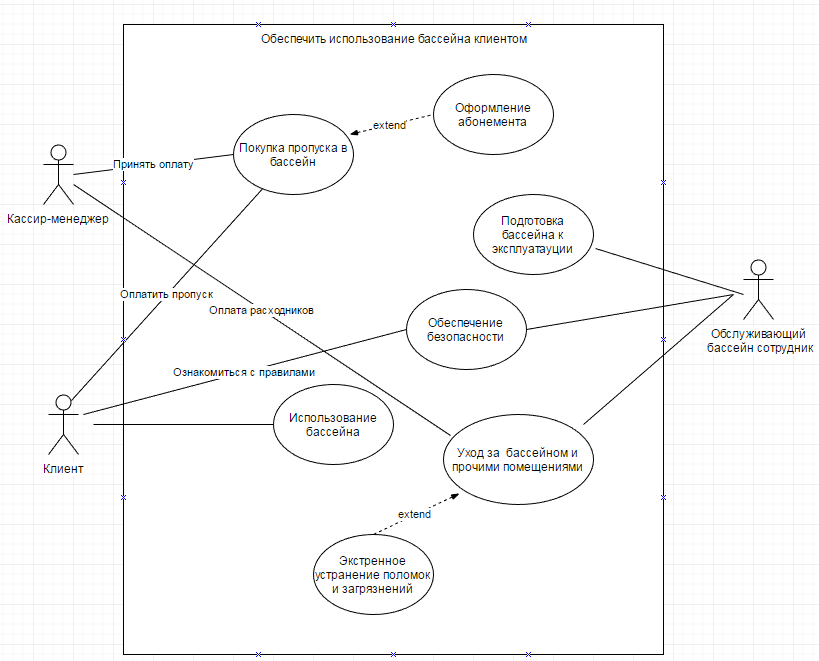 Обеспечить использование бассейна клиентом
Оформление
абонемента
extend
Покупка пропуска в
бассейн
Принять оплату
Кассир-менеджер
Подготовка
бассейна к
эксплуатауции
Оплатить пропуск
Оплата расходников
Обеспечение
безопасности
Обслуживающий
бассейн сотрудник
Ознакомиться с правилами
Использование
бассейна
Клиент
Уход за бассейном и
прочими помещениями
extend
Экстренное
устранение поломок
и загрязнений